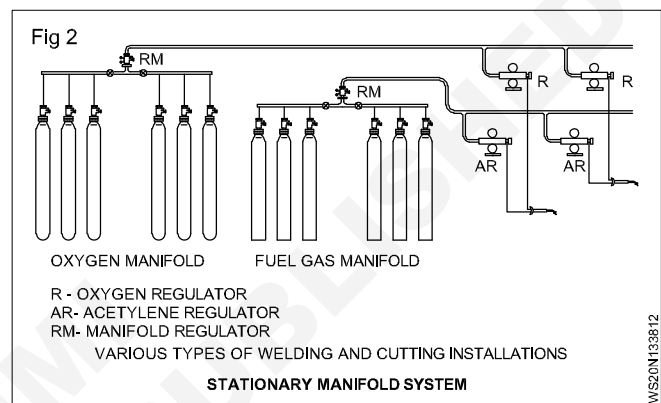 Fig 2
RM
R
R
RM
AR
AR
OXYGEN MANIFOLD
FUEL GAS MANIFOLD
R - OXYGEN REGULATOR
AR- ACETYLENE REGULATOR
RM- MANIFOLD REGULATOR
VARIOUS TYPES OF WELDING AND CUTTING INSTALLATIONS
STATIONARY MANIFOLD SYSTEM
WS20N133812